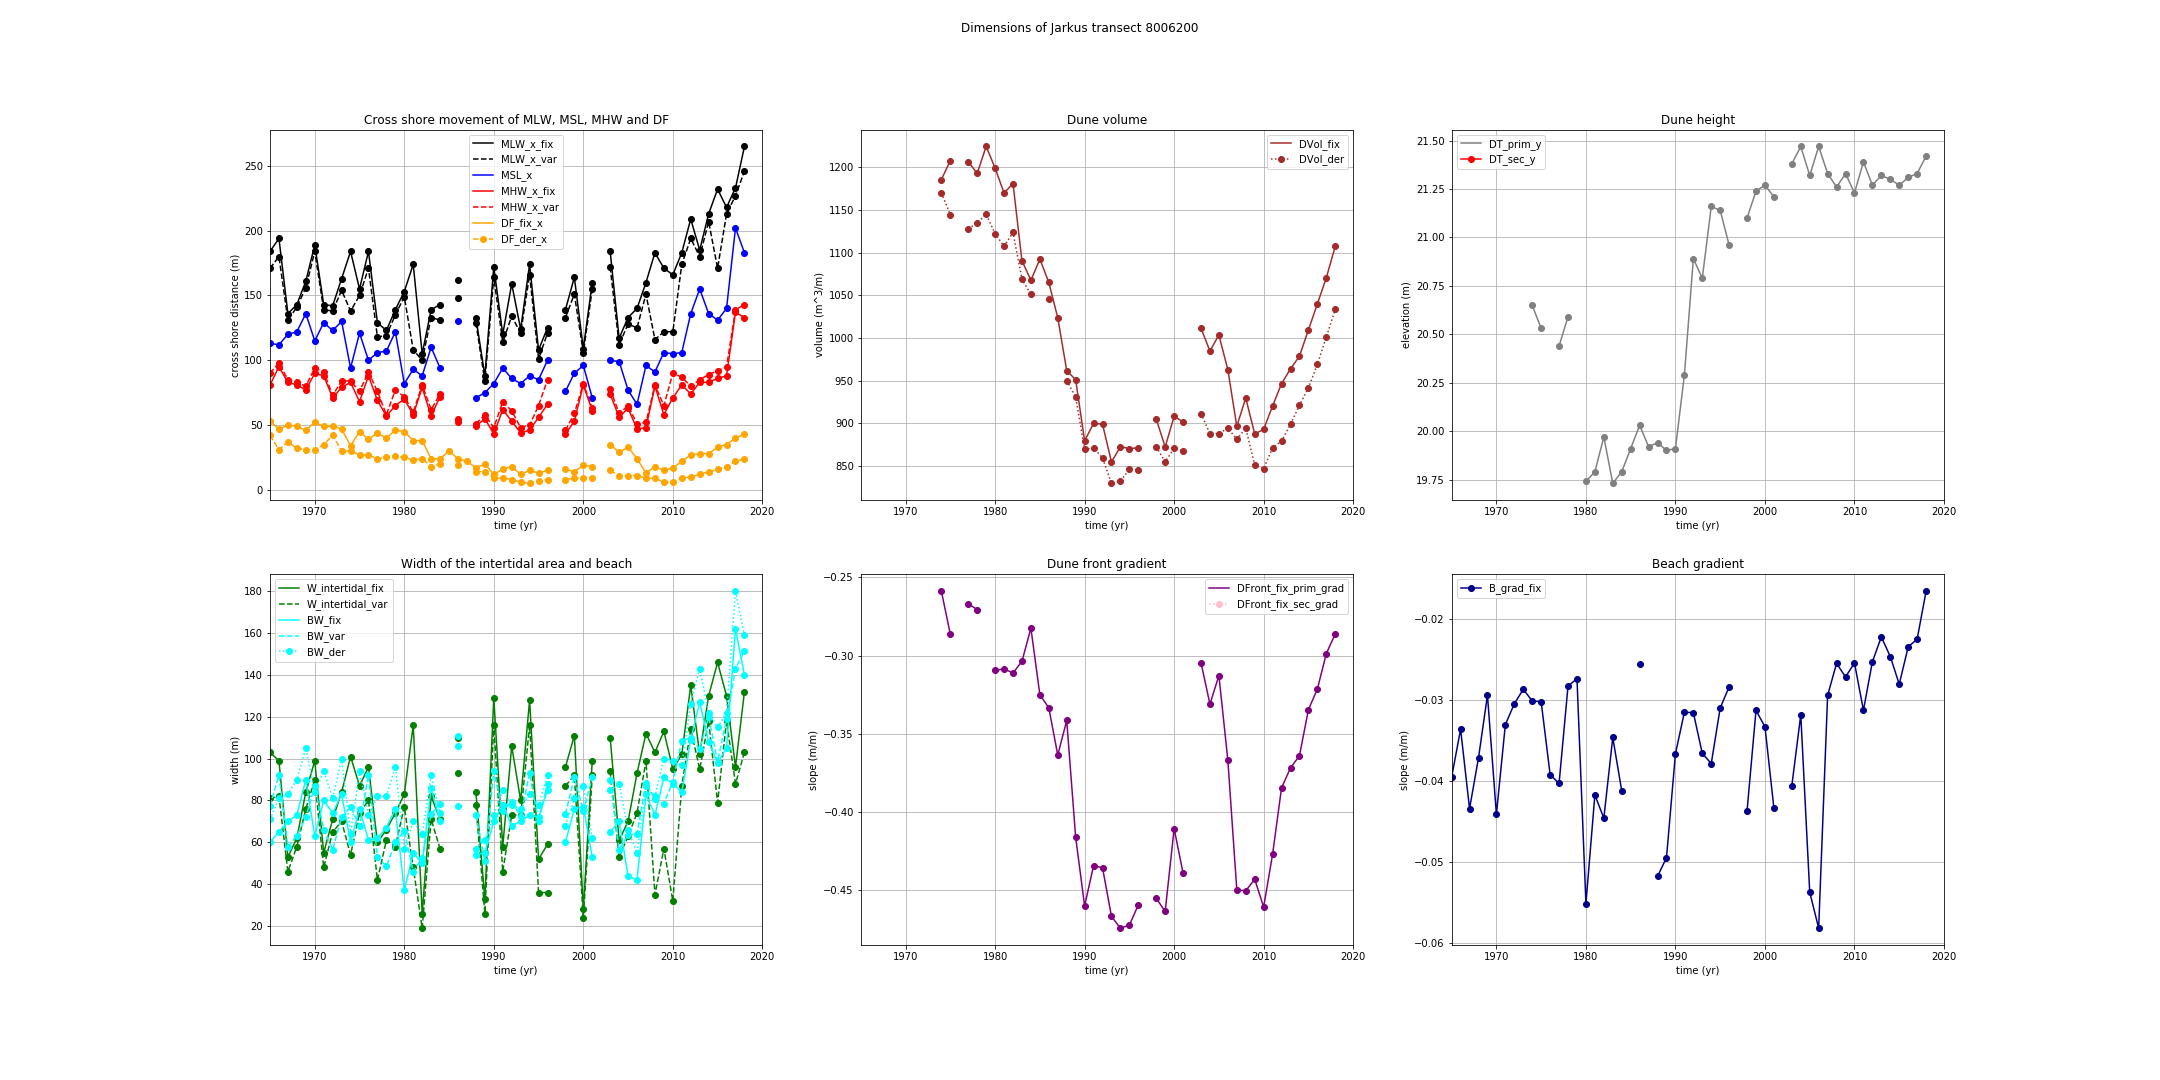 Dimensions of Jarkus transect 8006200
Cross shore movement of MLW, MSL, MHW and DF
cross shore distance (m)
250
200
150
100
50
0
MLW_x_fix
MLW_x_var
MSL_x
MHW_x_fix
MHW_x_var
DF_fix_x
DF_der_x
1970 1980 1990 2000 2010 2020
time (yr)
Dune volume
volume (m^3/m)
1200
1150
1100
1050
1000
950
900
850
DVol_fix
DVol_der
1970 1980 1990 2000 2010 2020
time (yr)
Dune height
elevation (m)
21.50
21.25
21.00
20.75
20.50
20.25
20.00
19.75
DT_prim_y
DT_sec_y
1970 1980 1990 2000 2010 2020
time (yr)
Width of the intertidal area and beach
width (m)
180
160
140
120
100
80
60
40
20
W_intertidal_fix
W_intertidal_var
BW_fix
BW_var
BW_der
1970 1980 1990 2000 2010 2020
time (yr)
Dune front gradient
slope (m/m)
−0.25
−0.30
−0.35
−0.40
−0.45
DFront_fix_prim_grad
DFront_fix_sec_grad
1970 1980 1990 2000 2010 2020
time (yr)
Beach gradient
slope (m/m)
−0.02
−0.03
−0.04
−0.05
−0.06
B_grad_fix
1970 1980 1990 2000 2010 2020
time (yr)